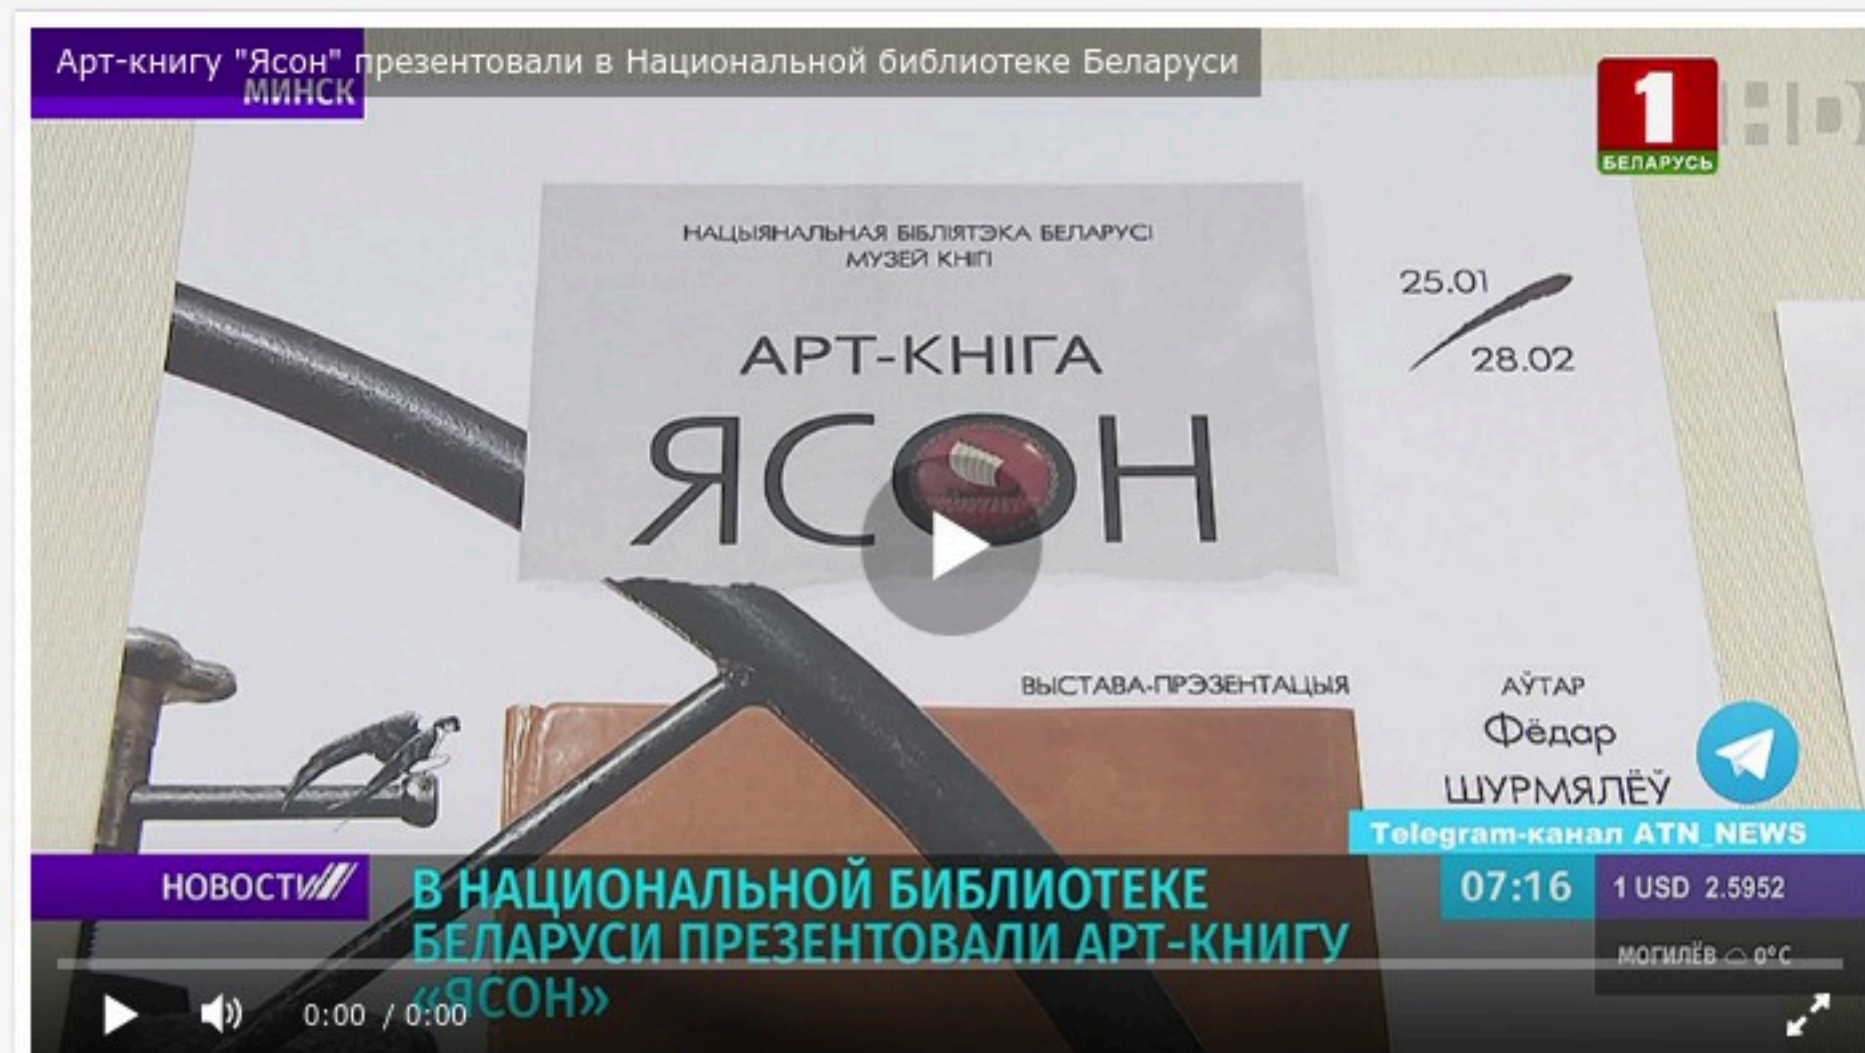 Арт-книгу "Ясон" презентовали в Национальной библиотеке Беларуси
МИНСК
1
HD
БЕЛАРУСЬ
НАЦЫЯНАЛЬНАЯ БІБЛІЯТЭКА БЕЛАРУСІ
МУЗЕЙ КНІГІ
25.01
28.02
АРТ-КНІГА
ЯСОН
ВЫСТАВА-ПРЭЗЕНТАЦЫЯ
АЎТАР
Фёдар
ШУРМЯЛЁЎ
Telegram-канал ATN_NEWS
НОВОСТИ
В НАЦИОНАЛЬНОЙ БИБЛИОТЕКЕ
БЕЛАРУСИ ПРЕЗЕНТОВАЛИ АРТ-КНИГУ
«ЯСОН»
07:16
1 USD 2.5952
МОГИЛЁВ 0°C
0:00 / 0:00